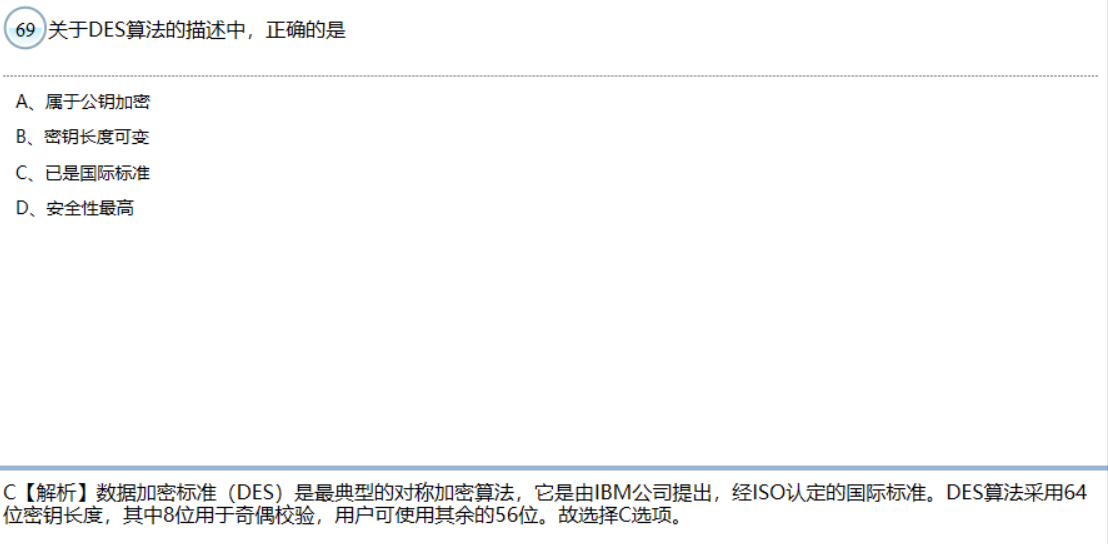 69 关于DES算法的描述中，正确的是
A、属于公钥加密
B、密钥长度可变
C、已是国际标准
D、安全性最高
C【解析】数据加密标准（DES）是最典型的对称加密算法，它是由IBM公司提出，经ISO认定的国际标准。DES算法采用64
位密钥长度，其中8位用于奇偶校验，用户可使用其余的56位。故选择C选项。